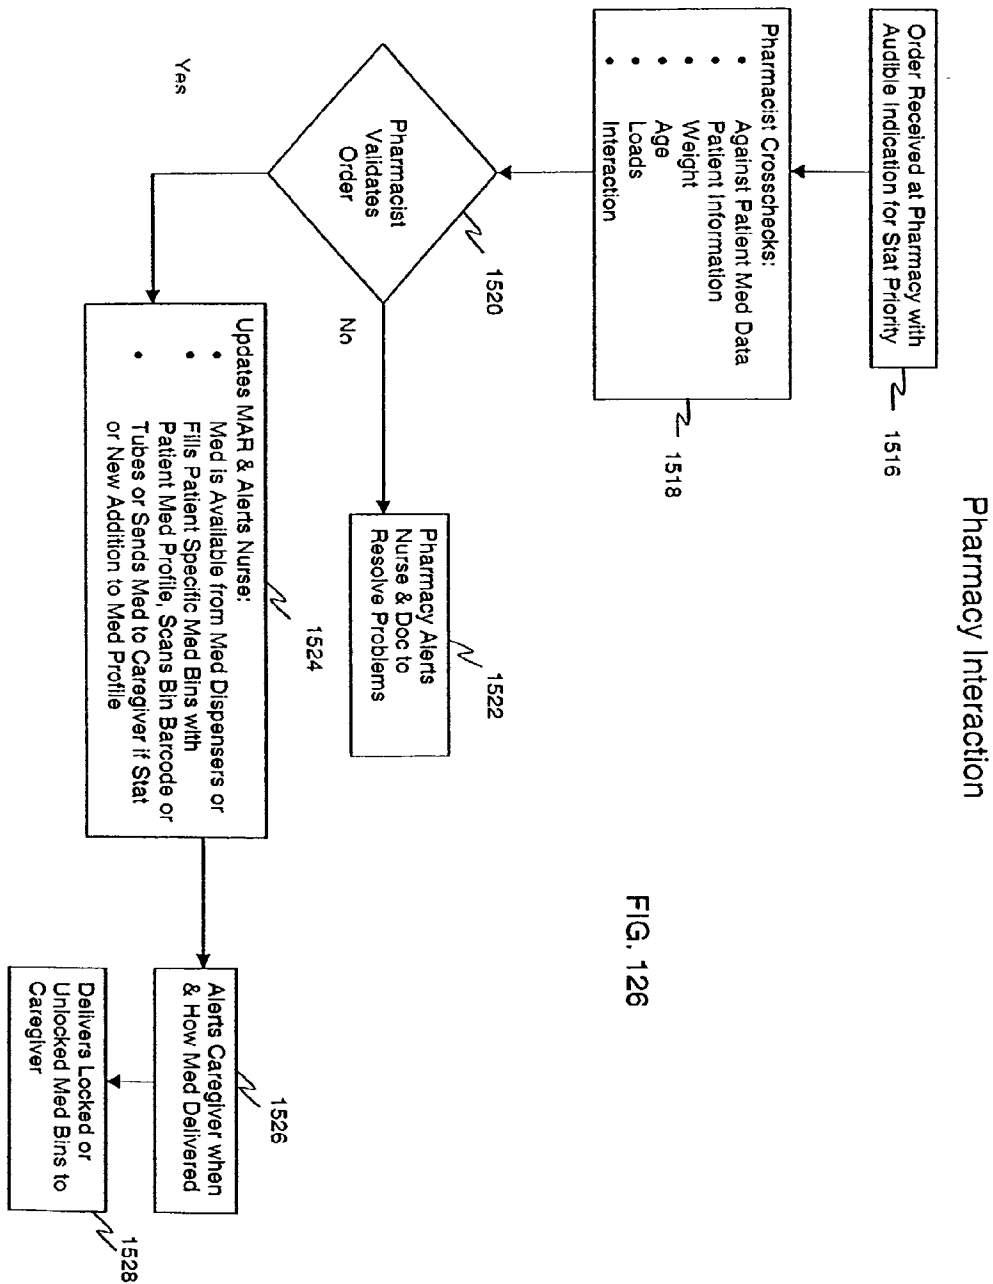 Pharmacy Interaction
Order Received at Pharmacy with
Audible Indication for Stat Priority
1516
Pharmacist Crosschecks:
• Against Patient Med Data
• Patient Information
• Weight
• Age
• Loads
• Interaction
1518
Pharmacist
Validates
Order
1520
No
Yes
Pharmacy Alerts
Nurse & Doc to
Resolve Problems
1522
Updates MAR & Alerts Nurse:
• Med is Available from Med Dispensers or
• Fills Patient Specific Med Bins with
Patient Med Profile, Scans Bin Barcode or
• Tubes or Sends Med to Caregiver if Stat
or New Addition to Med Profile
1524
Alerts Caregiver when
& How Med Delivered
1526
Delivers Locked or
Unlocked Med Bins to
Caregiver
1528
FIG. 126